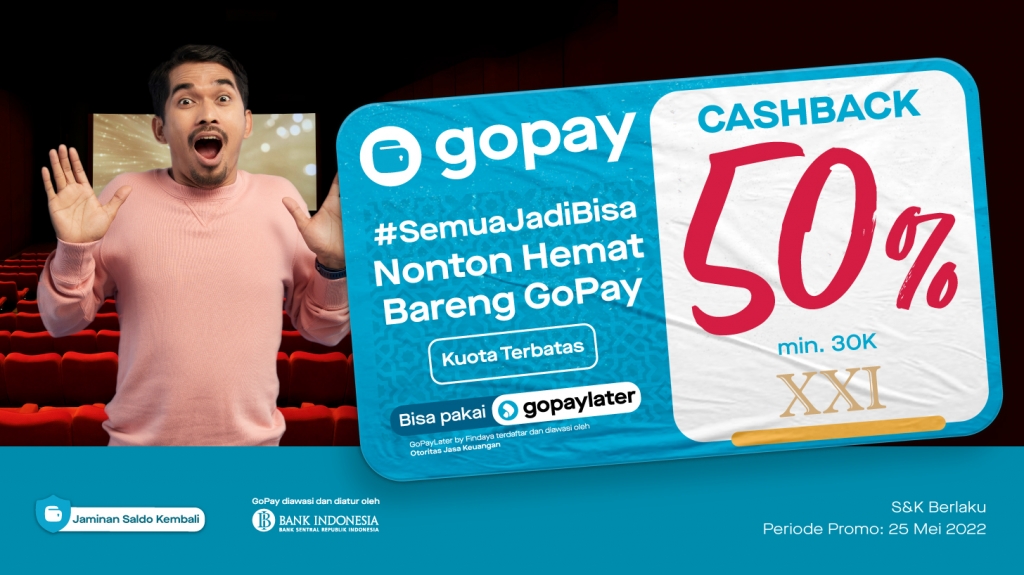 gopay
#SemuaJadiBisa
Nonton Hemat
Bareng GoPay
Kuota Terbatas
Bisa pakai gopaylater
GoPayLater by Findaya terdaftar dan diawasi oleh
Otoritas Jasa Keuangan
CASHBACK
50%
min. 30K
XXI
Jaminan Saldo Kembali
GoPay diawasi dan diatur oleh
BANK INDONESIA
BANK SENTRAL REPUBLIK INDONESIA
S&K Berlaku
Periode Promo: 25 Mei 2022